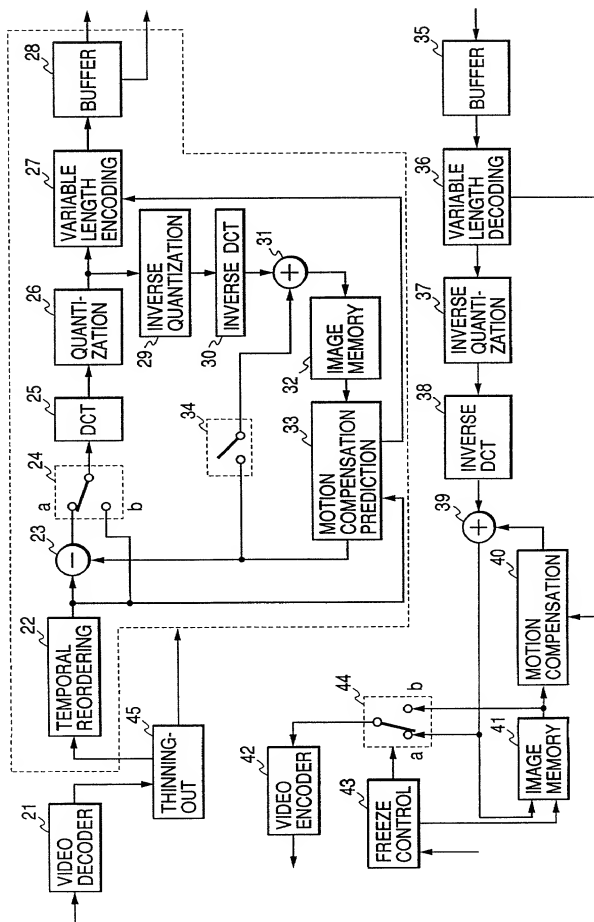 21
VIDEO
DECODER
45
THINNING-
OUT
22
TEMPORAL
REORDERING
23
−
24
a
b
25
DCT
26
QUANTI-
ZATION
27
VARIABLE
LENGTH
ENCODING
28
BUFFER
29
INVERSE
QUANTIZATION
30
INVERSE DCT
31
+
32
IMAGE
MEMORY
33
MOTION
COMPENSATION
PREDICTION
34
35
BUFFER
36
VARIABLE
LENGTH
DECODING
37
INVERSE
QUANTI-
ZATION
38
INVERSE
DCT
39
+
40
MOTION
COMPENSATION
41
IMAGE
MEMORY
42
VIDEO
ENCODER
43
FREEZE
CONTROL
44
a
b